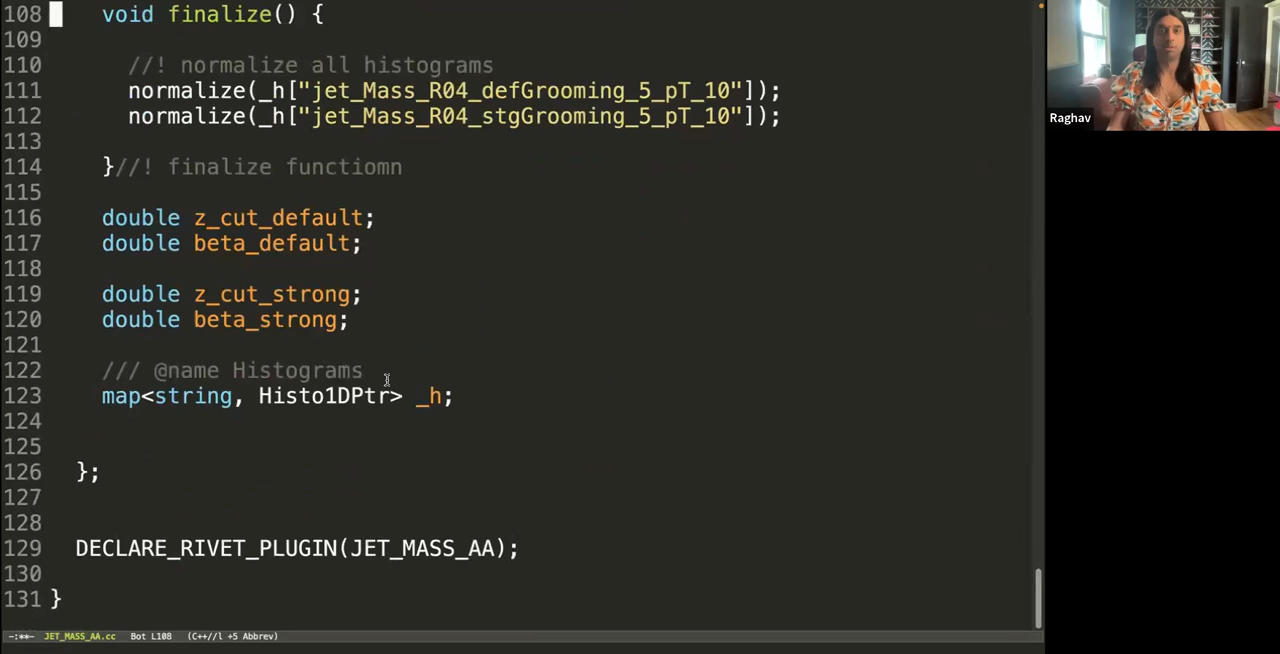 108 void finalize() {
109
110 //! normalize all histograms
111 normalize(_h["jet_Mass_R04_defGrooming_5_pT_10"]);
112 normalize(_h["jet_Mass_R04_stgGrooming_5_pT_10"]);
113
114 }//! finalize functiomn
115
116 double z_cut_default;
117 double beta_default;
118
119 double z_cut_strong;
120 double beta_strong;
121
122 /// @name Histograms
123 map<string, Histo1DPtr> _h;
124
125
126 };
127
128
129 DECLARE_RIVET_PLUGIN(JET_MASS_AA);
130
131 }
-:**- JET_MASS_AA.cc Bot L108 (C++//l +5 Abbrev)
Raghav